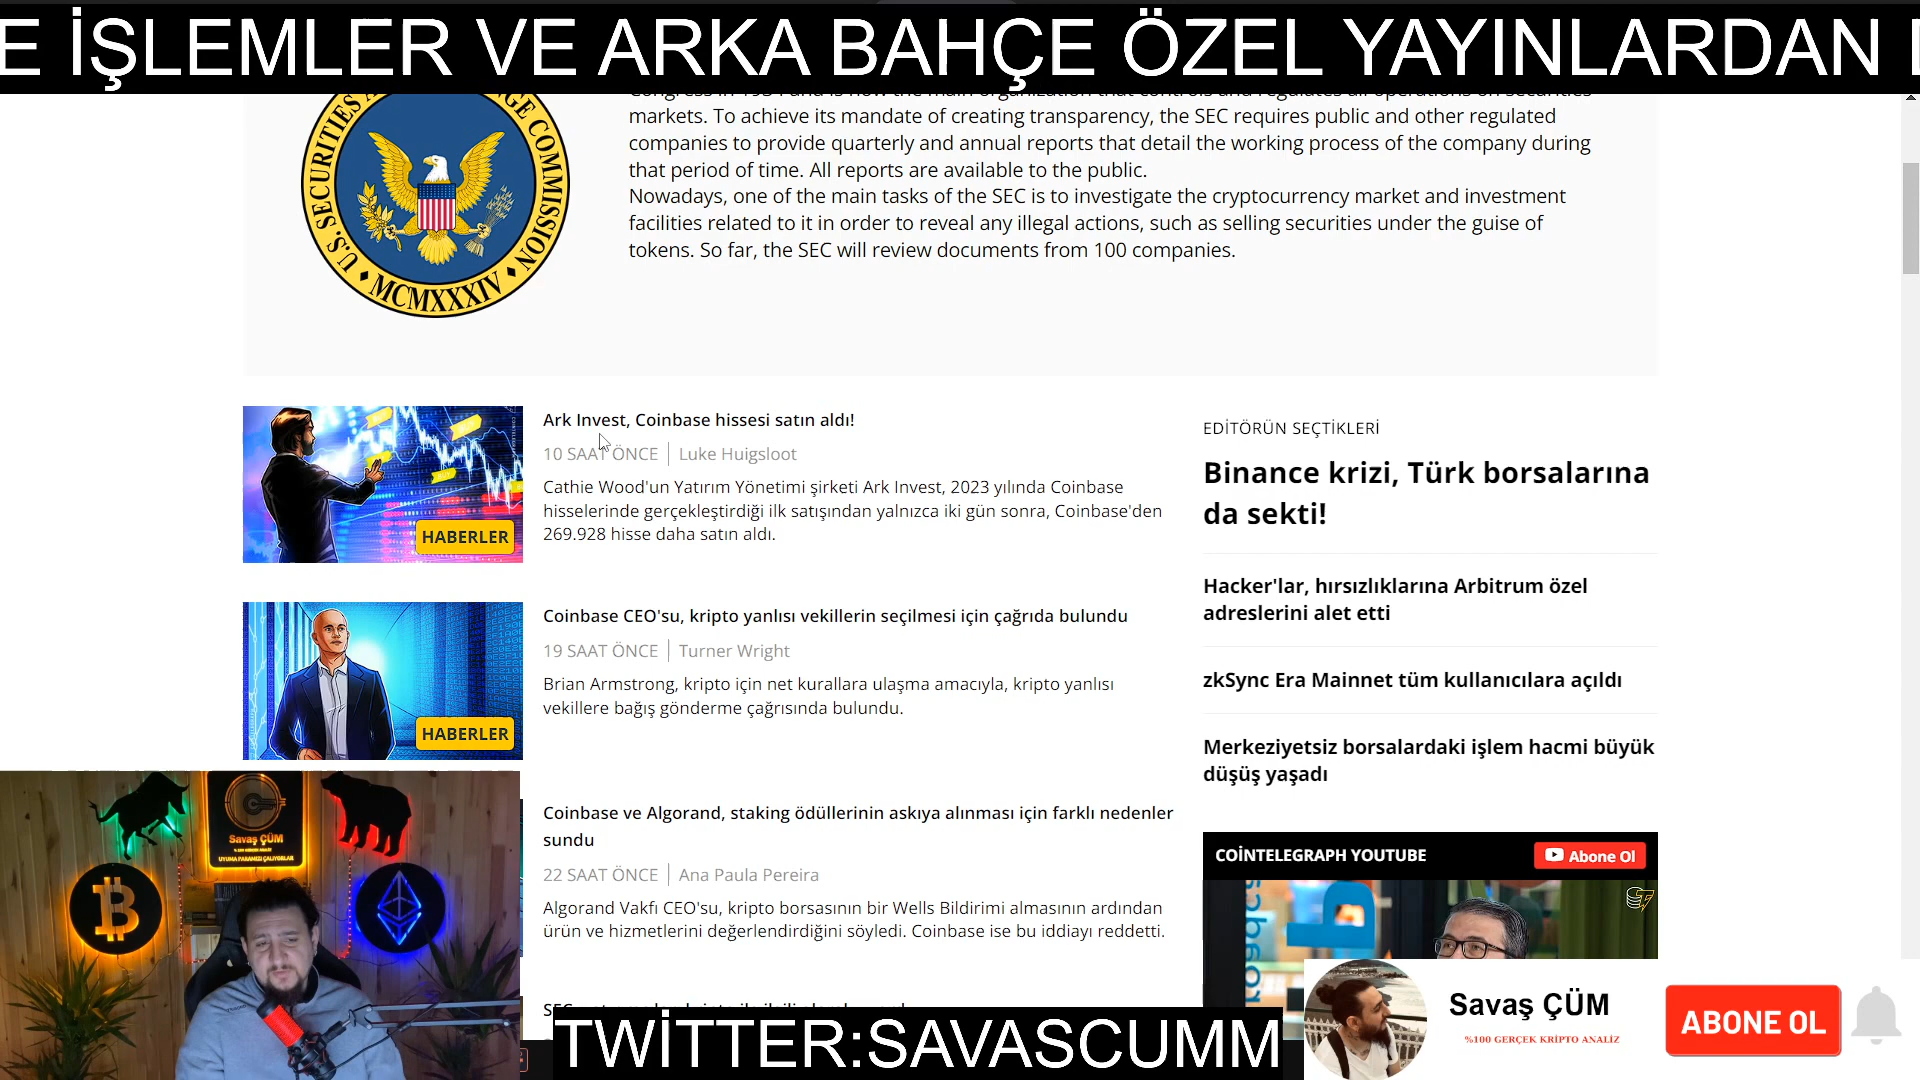 E İŞLEMLER VE ARKA BAHÇE ÖZEL YAYINLARDAN
markets. To achieve its mandate of creating transparency, the SEC requires public and other regulated
companies to provide quarterly and annual reports that detail the working process of the company during
that period of time. All reports are available to the public.
Nowadays, one of the main tasks of the SEC is to investigate the cryptocurrency market and investment
facilities related to it in order to reveal any illegal actions, such as selling securities under the guise of
tokens. So far, the SEC will review documents from 100 companies.
U.S. SECURITIES
COMMISSION
MCMXXXIV
Ark Invest, Coinbase hissesi satın aldı!
10 SAAT ÖNCE | Luke Huigsloot
Cathie Wood'un Yatırım Yönetimi şirketi Ark Invest, 2023 yılında Coinbase
hisselerinde gerçekleştirdiği ilk satışından yalnızca iki gün sonra, Coinbase'den
269.928 hisse daha satın aldı.
HABERLER
Coinbase CEO'su, kripto yanlısı vekillerin seçilmesi için çağrıda bulundu
19 SAAT ÖNCE | Turner Wright
Brian Armstrong, kripto için net kurallara ulaşma amacıyla, kripto yanlısı
vekillere bağış gönderme çağrısında bulundu.
HABERLER
Coinbase ve Algorand, staking ödüllerinin askıya alınması için farklı nedenler
sundu
22 SAAT ÖNCE | Ana Paula Pereira
Algorand Vakfı CEO'su, kripto borsasının bir Wells Bildirimi almasının ardından
ürün ve hizmetlerini değerlendirdiğini söyledi. Coinbase ise bu iddiayı reddetti.
EDİTÖRÜN SEÇTİKLERİ
Binance krizi, Türk borsalarına
da sekti!
Hacker'lar, hırsızlıklarına Arbitrum özel
adreslerini alet etti
zkSync Era Mainnet tüm kullanıcılara açıldı
Merkeziyetsiz borsalardaki işlem hacmi büyük
düşüş yaşadı
COİNTELEGRAPH YOUTUBE
Abone Ol
Savaş ÇÜM
UYUMA PARAMIZI ÇALIYORLAR
TWİTTER:SAVASCUMM
Savaş ÇÜM
%100 GERÇEK KRİPTO ANALİZ
ABONE OL